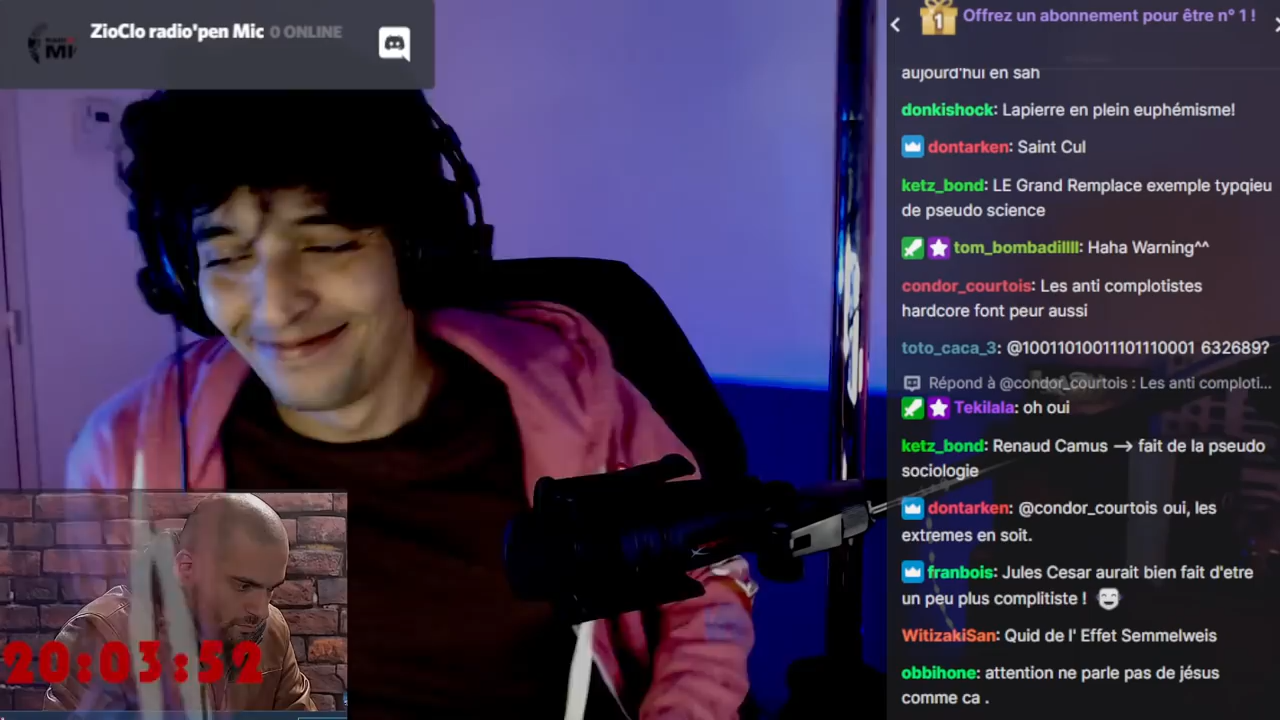 ZioClo radio'pen Mic 0 ONLINE
MI
20:03:52
1
Offrez un abonnement pour être n° 1 !
aujourd'hui en sah
donkishock: Lapierre en plein euphémisme!
dontarken: Saint Cul
ketz_bond: LE Grand Remplace exemple typqieu
de pseudo science
tom_bombadillll: Haha Warning^^
condor_courtois: Les anti complotistes
hardcore font peur aussi
toto_caca_3: @10011010011101110001 632689?
Répond à @condor_courtois : Les anti comploti...
Tekilala: oh oui
ketz_bond: Renaud Camus --> fait de la pseudo
sociologie
dontarken: @condor_courtois oui, les
extremes en soit.
franbois: Jules Cesar aurait bien fait d'etre
un peu plus complitiste !
WitizakiSan: Quid de l' Effet Semmelweis
obbihone: attention ne parle pas de jésus
comme ca .